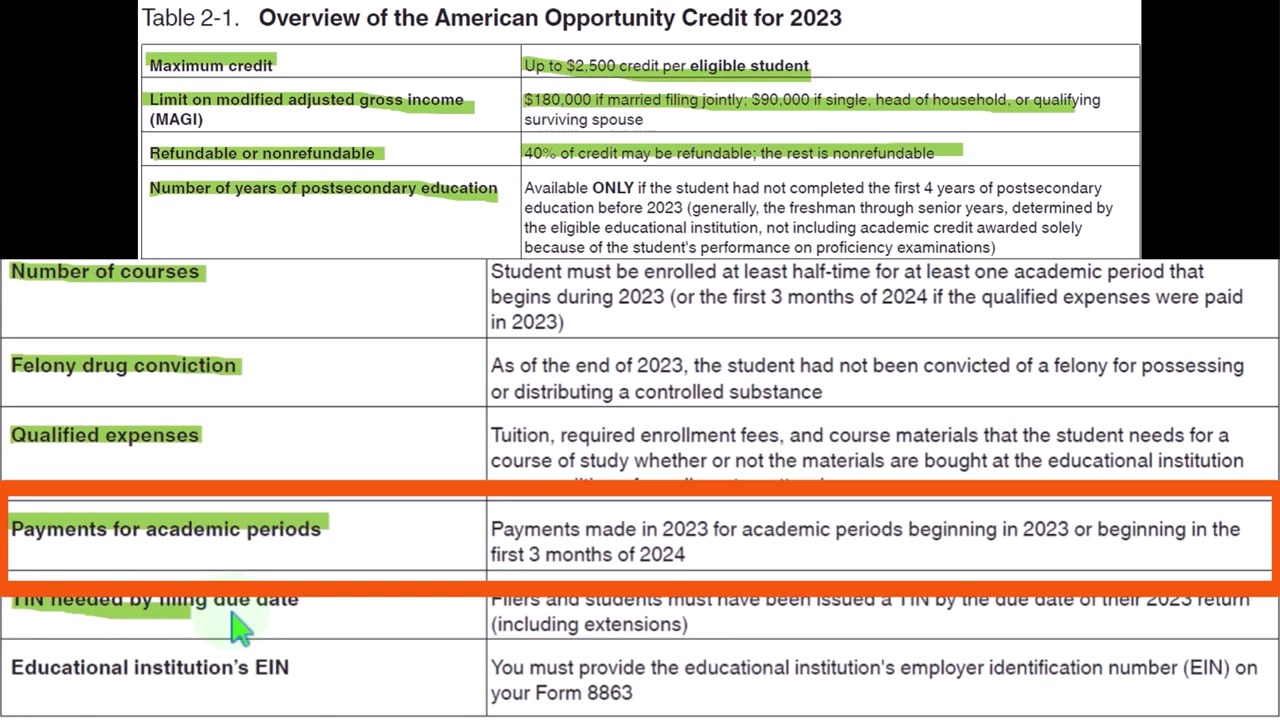 Table 2-1. Overview of the American Opportunity Credit for 2023
Maximum credit
Up to $2,500 credit per eligible student
Limit on modified adjusted gross income
(MAGI)
$180,000 if married filing jointly; $90,000 if single, head of household, or qualifying
surviving spouse
Refundable or nonrefundable
40% of credit may be refundable; the rest is nonrefundable
Number of years of postsecondary education
Available ONLY if the student had not completed the first 4 years of postsecondary
education before 2023 (generally, the freshman through senior years, determined by
the eligible educational institution, not including academic credit awarded solely
because of the student's performance on proficiency examinations)
Number of courses
Student must be enrolled at least half-time for at least one academic period that
begins during 2023 (or the first 3 months of 2024 if the qualified expenses were paid
in 2023)
Felony drug conviction
As of the end of 2023, the student had not been convicted of a felony for possessing
or distributing a controlled substance
Qualified expenses
Tuition, required enrollment fees, and course materials that the student needs for a
course of study whether or not the materials are bought at the educational institution
Payments for academic periods
Payments made in 2023 for academic periods beginning in 2023 or beginning in the
first 3 months of 2024
TIN needed by filing due date
Filers and students must have been issued a TIN by the due date of their 2023 return
(including extensions)
Educational institution’s EIN
You must provide the educational institution's employer identification number (EIN) on
your Form 8863